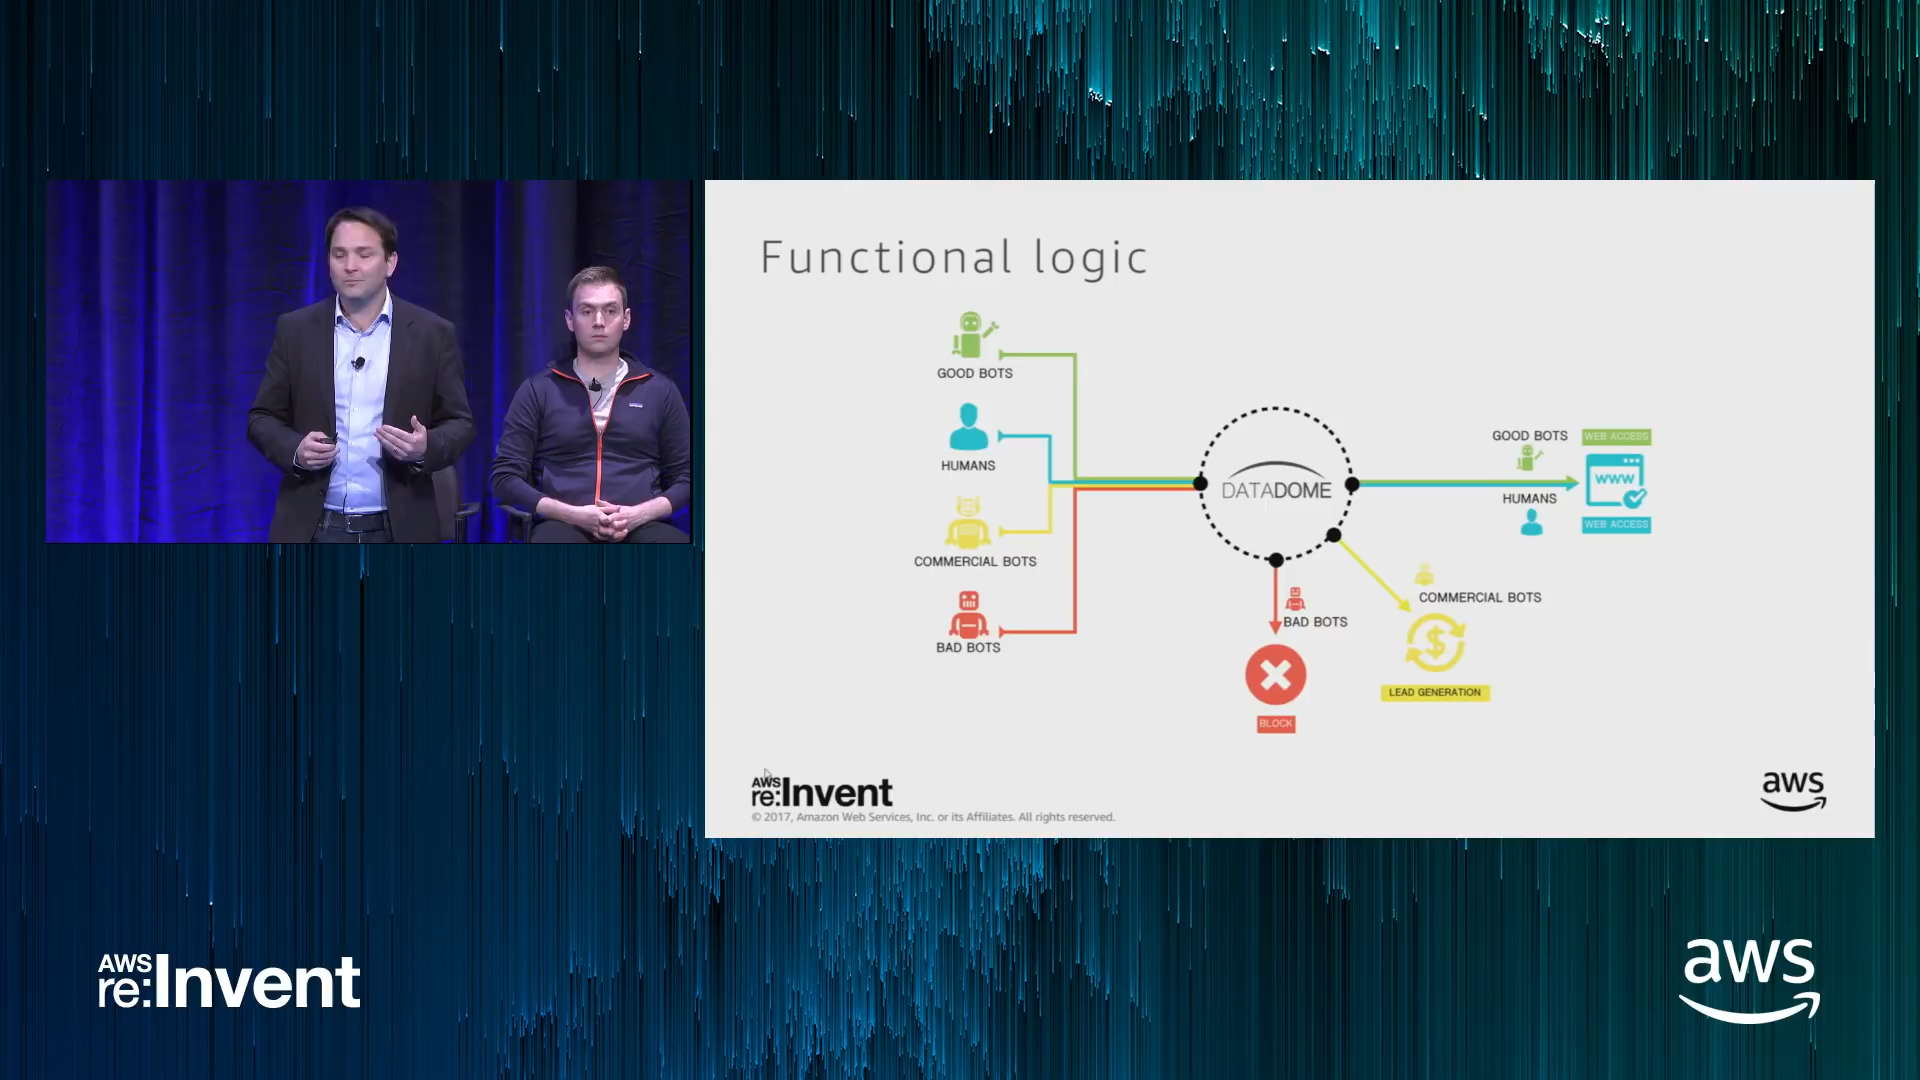 Functional logic
GOOD BOTS
HUMANS
COMMERCIAL BOTS
BAD BOTS
DATADOME
GOOD BOTS
WEB ACCESS
WWW
HUMANS
WEB ACCESS
COMMERCIAL BOTS
BAD BOTS
LEAD GENERATION
BLOCK
AWS
re:Invent
© 2017, Amazon Web Services, Inc. or its Affiliates. All rights reserved.
aws
AWS
re:Invent
aws